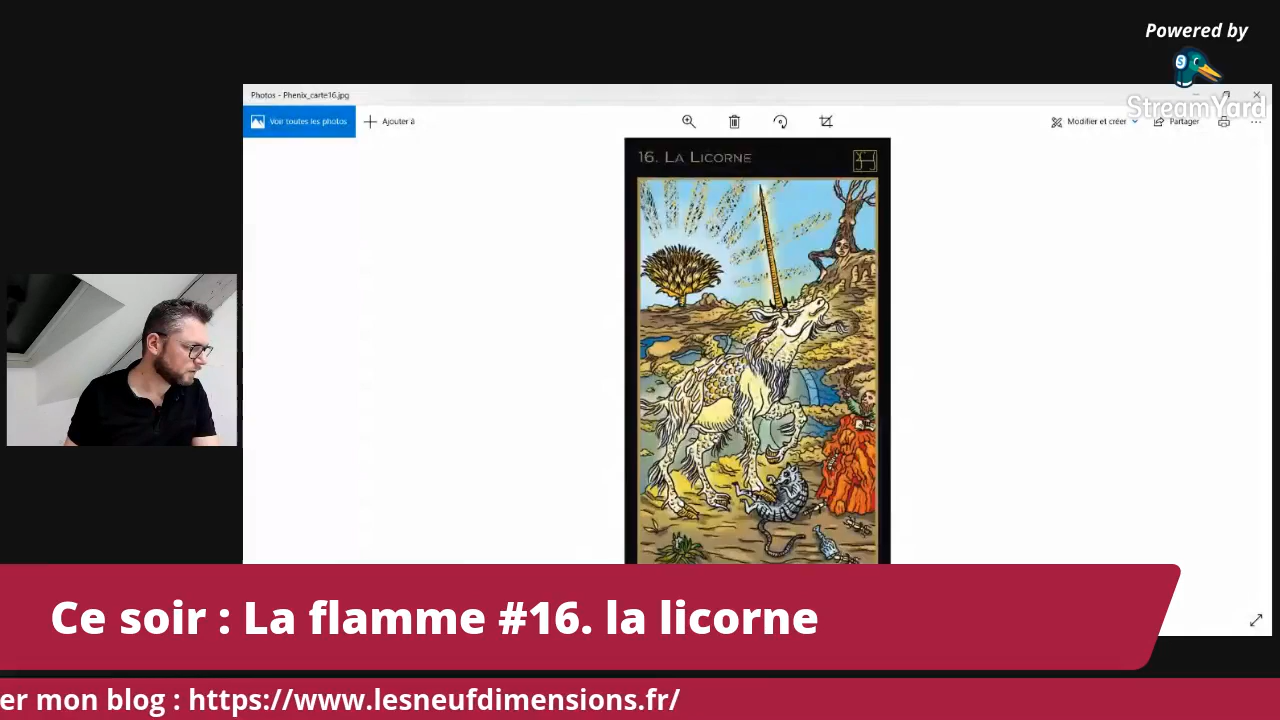 Powered by
StreamYard
Photos - Phenix_carte16.jpg
Voir toutes les photos
Ajouter à
Modifier et créer
Partager
16. La Licorne
Ce soir : La flamme #16. la licorne
er mon blog : https://www.lesneufdimensions.fr/